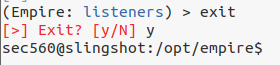 (Empire: listeners) > exit
[>] Exit? [y/N] y
sec560@slingshot:/opt/empire$